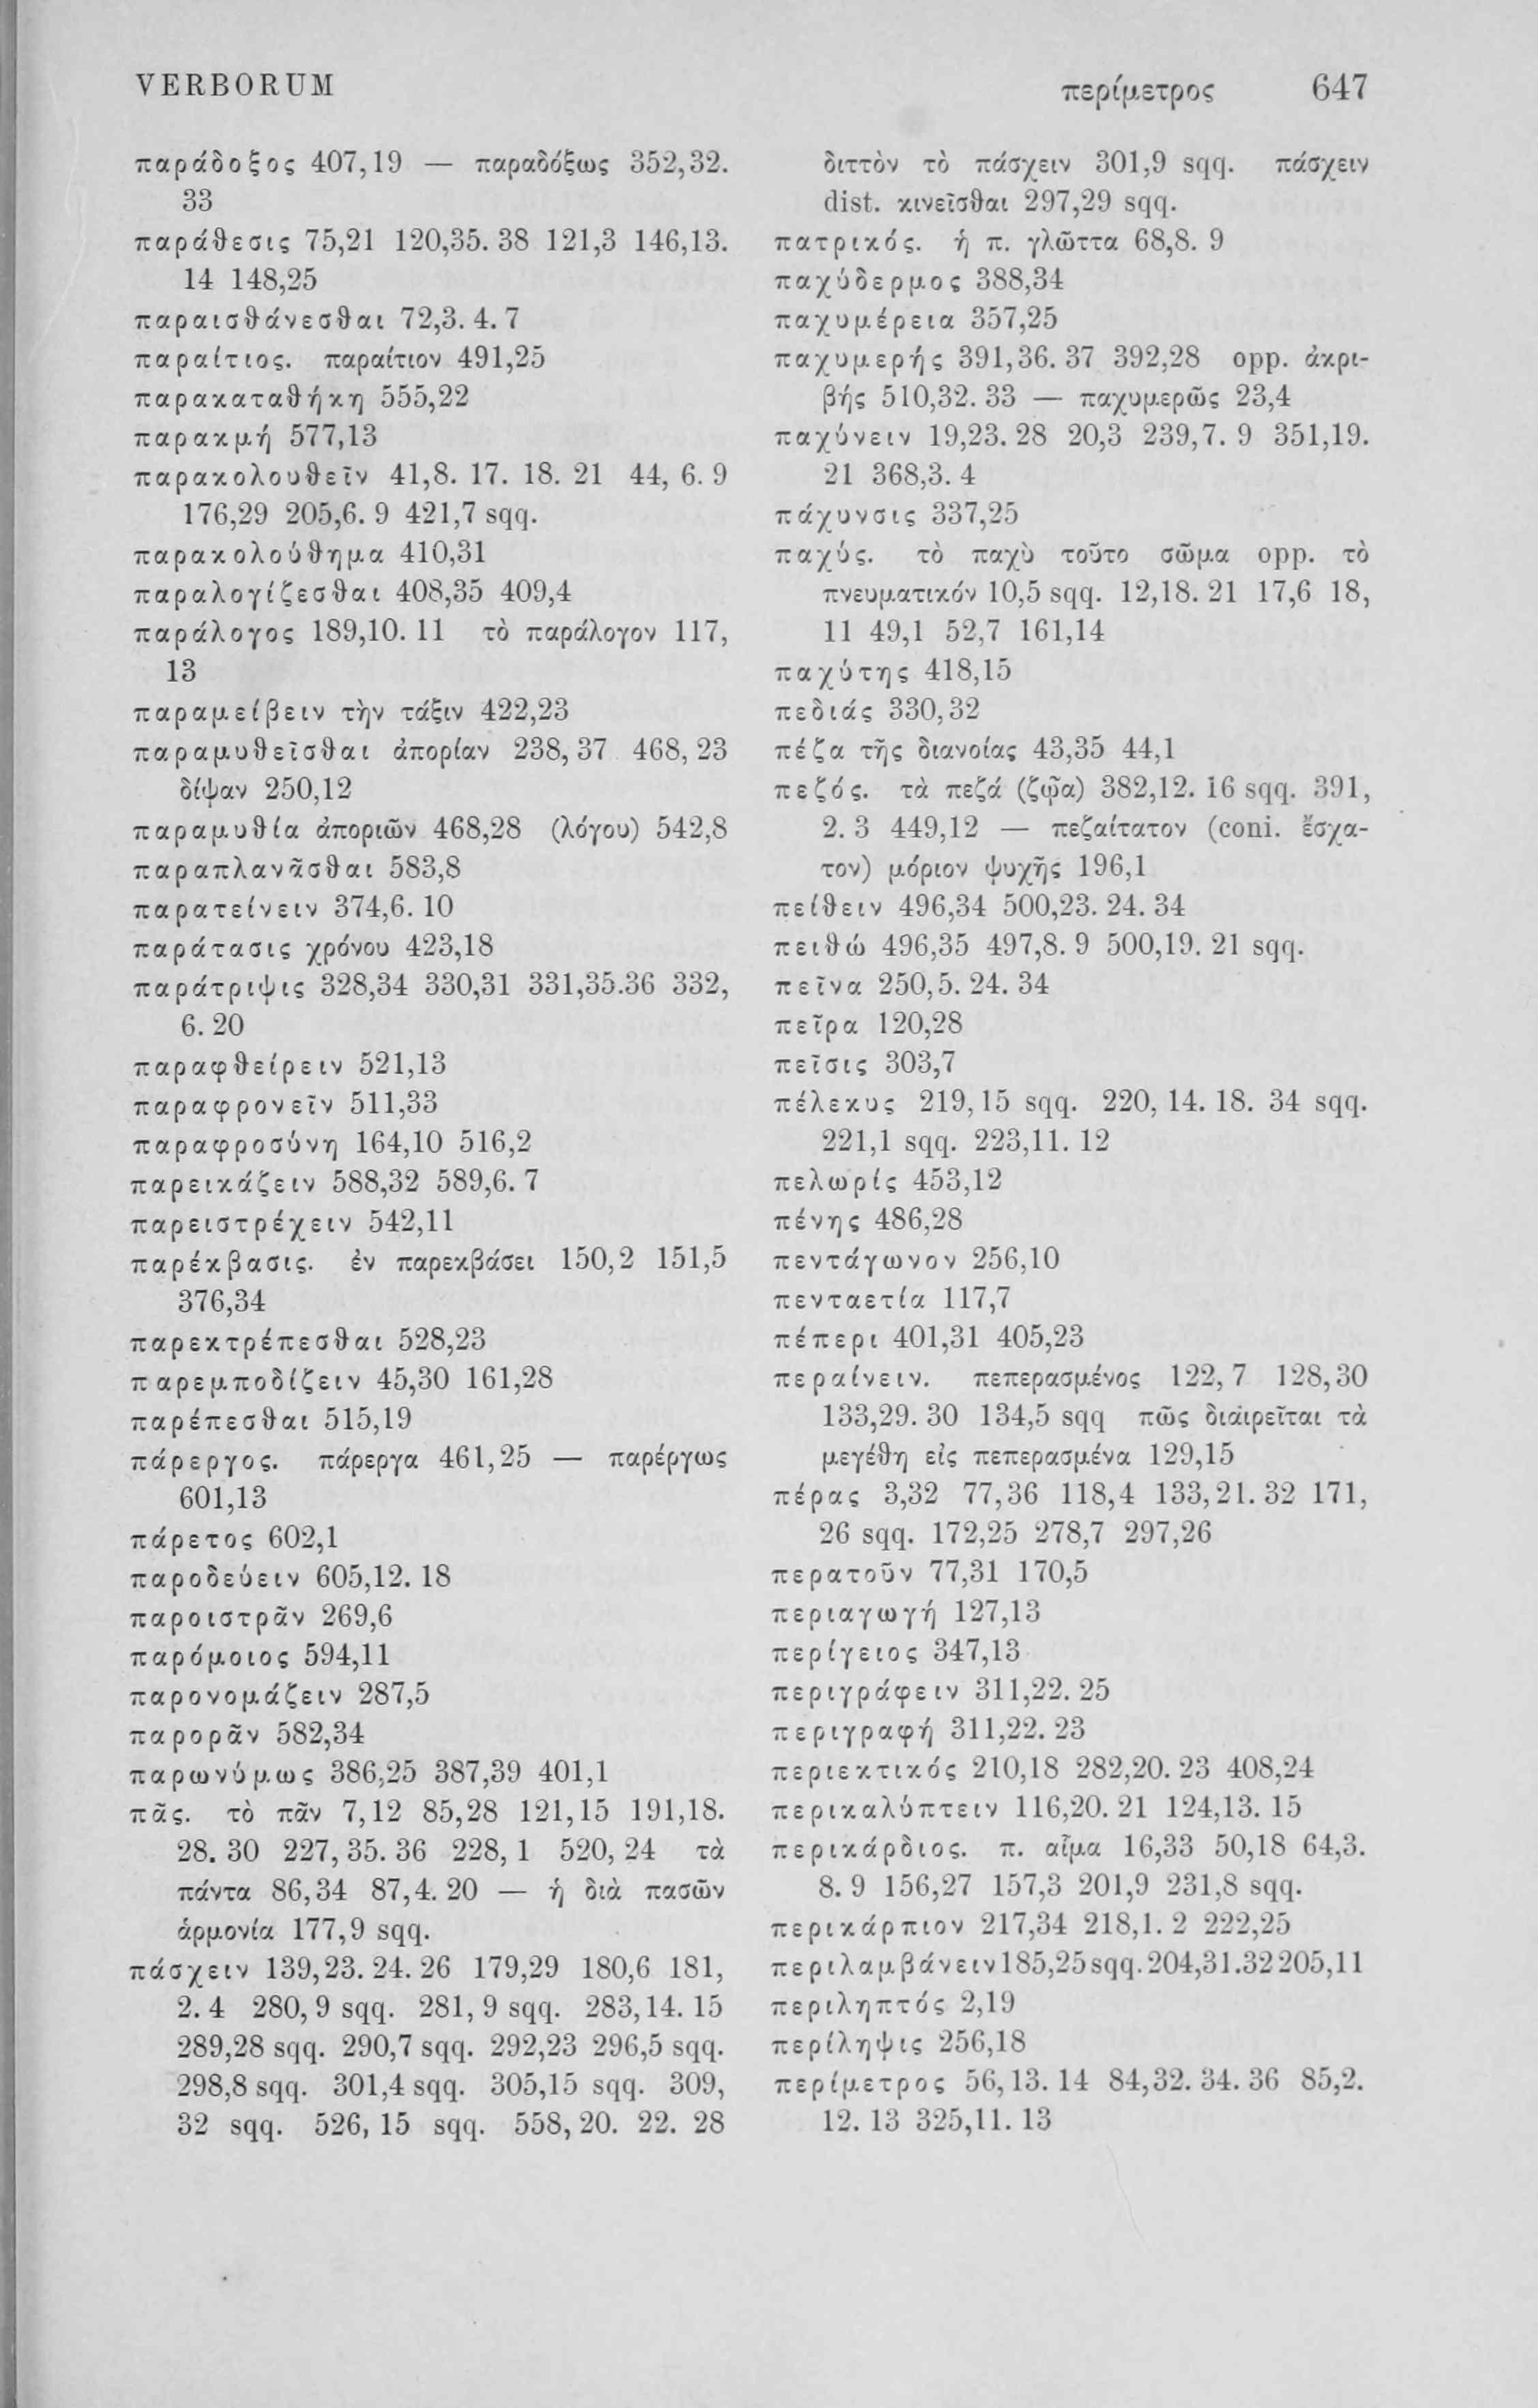 VERBORUM περίμετρος 647
παράδοξος 407,19 — παραδόξως 352,32.
33
παράθεσις 75,21 120,35. 38 121,3 146,13.
14 148,25
παραισθάνεσθαι 72,3. 4. 7
παραίτιος. παραίτιον 491,25
παρακαταθήκη 555,22
παρακμή 577,13
παρακολουθεῖν 41,8. 17. 18. 21 44, 6. 9
176,29 205,6. 9 421,7 sqq.
παρακολούθημα 410,31
παραλογίζεσθαι 408,35 409,4
παράλογος 189,10. 11 τὸ παράλογον 117,
13
παραμείβειν τὴν τάξιν 422,23
παραμυθεῖσθαι ἀπορίαν 238, 37 468, 23
δίψαν 250,12
παραμυθία ἀποριῶν 468,28 (λόγου) 542,8
παραπλανᾶσθαι 583,8
παρατείνειν 374,6. 10
παράτασις χρόνου 423,18
παράτριψις 328,34 330,31 331,35.36 332,
6. 20
παραφθείρειν 521,13
παραφρονεῖν 511,33
παραφροσύνη 164,10 516,2
παρεικάζειν 588,32 589,6. 7
παρειστρέχειν 542,11
παρέκβασις. ἐν παρεκβάσει 150,2 151,5
376,34
παρεκτρέπεσθαι 528,23
παρεμποδίζειν 45,30 161,28
παρέπεσθαι 515,19
πάρεργος. πάρεργα 461,25 — παρέργως
601,13
πάρετος 602,1
παροδεύειν 605,12. 18
παροιστρᾶν 269,6
παρόμοιος 594,11
παρονομάζειν 287,5
παρορᾶν 582,34
παρωνύμως 386,25 387,39 401,1
πᾶς. τὸ πᾶν 7,12 85,28 121,15 191,18.
28. 30 227, 35. 36 228, 1 520, 24 τὰ
πάντα 86,34 87,4. 20 — ἡ διὰ πασῶν
ἁρμονία 177,9 sqq.
πάσχειν 139,23. 24. 26 179,29 180,6 181,
2. 4 280, 9 sqq. 281, 9 sqq. 283,14. 15
289,28 sqq. 290,7 sqq. 292,23 296,5 sqq.
298,8 sqq. 301,4 sqq. 305,15 sqq. 309,
32 sqq. 526, 15 sqq. 558, 20. 22. 28
διττὸν τὸ πάσχειν 301,9 sqq. πάσχειν
dist. κινεῖσθαι 297,29 sqq.
πατρικός. ἡ π. γλῶττα 68,8. 9
παχύδερμος 388,34
παχυμέρεια 357,25
παχυμερής 391,36. 37 392,28 opp. ἀκρι-
βής 510,32. 33 — παχυμερῶς 23,4
παχύνειν 19,23. 28 20,3 239,7. 9 351,19.
21 368,3. 4
πάχυνσις 337,25
παχύς. τὸ παχὺ τοῦτο σῶμα opp. τὸ
πνευματικόν 10,5 sqq. 12,18. 21 17,6 18,
11 49,1 52,7 161,14
παχύτης 418,15
πεδιάς 330,32
πέζα τῆς διανοίας 43,35 44,1
πεζός. τὰ πεζά (ζῷα) 382,12. 16 sqq. 391,
2. 3 449,12 — πεζαίτατον (coni. ἔσχα-
τον) μόριον ψυχῆς 196,1
πείθειν 496,34 500,23. 24. 34
πειθώ 496,35 497,8. 9 500,19. 21 sqq.
πεῖνα 250,5. 24. 34
πεῖρα 120,28
πεῖσις 303,7
πέλεκυς 219,15 sqq. 220, 14. 18. 34 sqq.
221,1 sqq. 223,11. 12
πελωρίς 453,12
πένης 486,28
πεντάγωνον 256,10
πενταετία 117,7
πέπερι 401,31 405,23
περαίνειν. πεπερασμένος 122, 7 128,30
133,29. 30 134,5 sqq πῶς διαιρεῖται τὰ
μεγέθη εἰς πεπερασμένα 129,15
πέρας 3,32 77,36 118,4 133,21. 32 171,
26 sqq. 172,25 278,7 297,26
περατοῦν 77,31 170,5
περιαγωγή 127,13
περίγειος 347,13
περιγράφειν 311,22. 25
περιγραφή 311,22. 23
περιεκτικός 210,18 282,20. 23 408,24
περικαλύπτειν 116,20. 21 124,13. 15
περικάρδιος. π. αἷμα 16,33 50,18 64,3.
8. 9 156,27 157,3 201,9 231,8 sqq.
περικάρπιον 217,34 218,1. 2 222,25
περιλαμβάνειν 185,25 sqq. 204,31.32 205,11
περιληπτός 2,19
περίληψις 256,18
περίμετρος 56,13. 14 84,32. 34. 36 85,2.
12. 13 325,11. 13